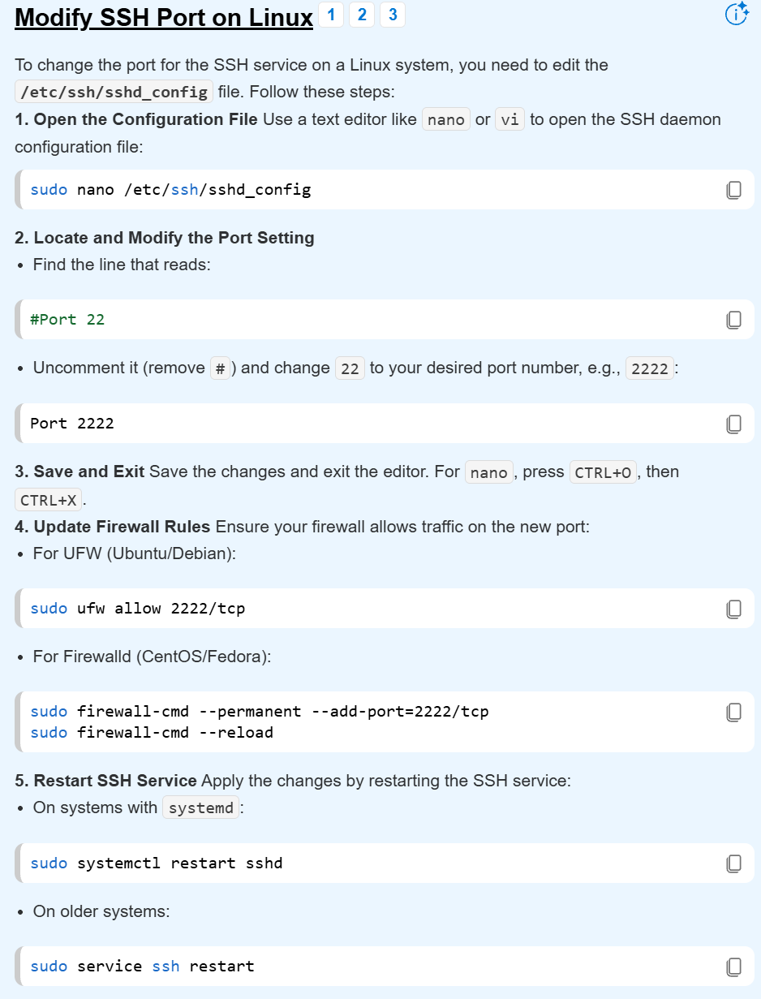 Modify SSH Port on Linux 1 2 3
To change the port for the SSH service on a Linux system, you need to edit the
/etc/ssh/sshd_config file. Follow these steps:
1. Open the Configuration File Use a text editor like nano or vi to open the SSH daemon
configuration file:
sudo nano /etc/ssh/sshd_config
2. Locate and Modify the Port Setting
• Find the line that reads:
#Port 22
• Uncomment it (remove #) and change 22 to your desired port number, e.g., 2222:
Port 2222
3. Save and Exit Save the changes and exit the editor. For nano, press CTRL+O, then
CTRL+X.
4. Update Firewall Rules Ensure your firewall allows traffic on the new port:
• For UFW (Ubuntu/Debian):
sudo ufw allow 2222/tcp
• For Firewalld (CentOS/Fedora):
sudo firewall-cmd --permanent --add-port=2222/tcp
sudo firewall-cmd --reload
5. Restart SSH Service Apply the changes by restarting the SSH service:
• On systems with systemd:
sudo systemctl restart sshd
• On older systems:
sudo service ssh restart